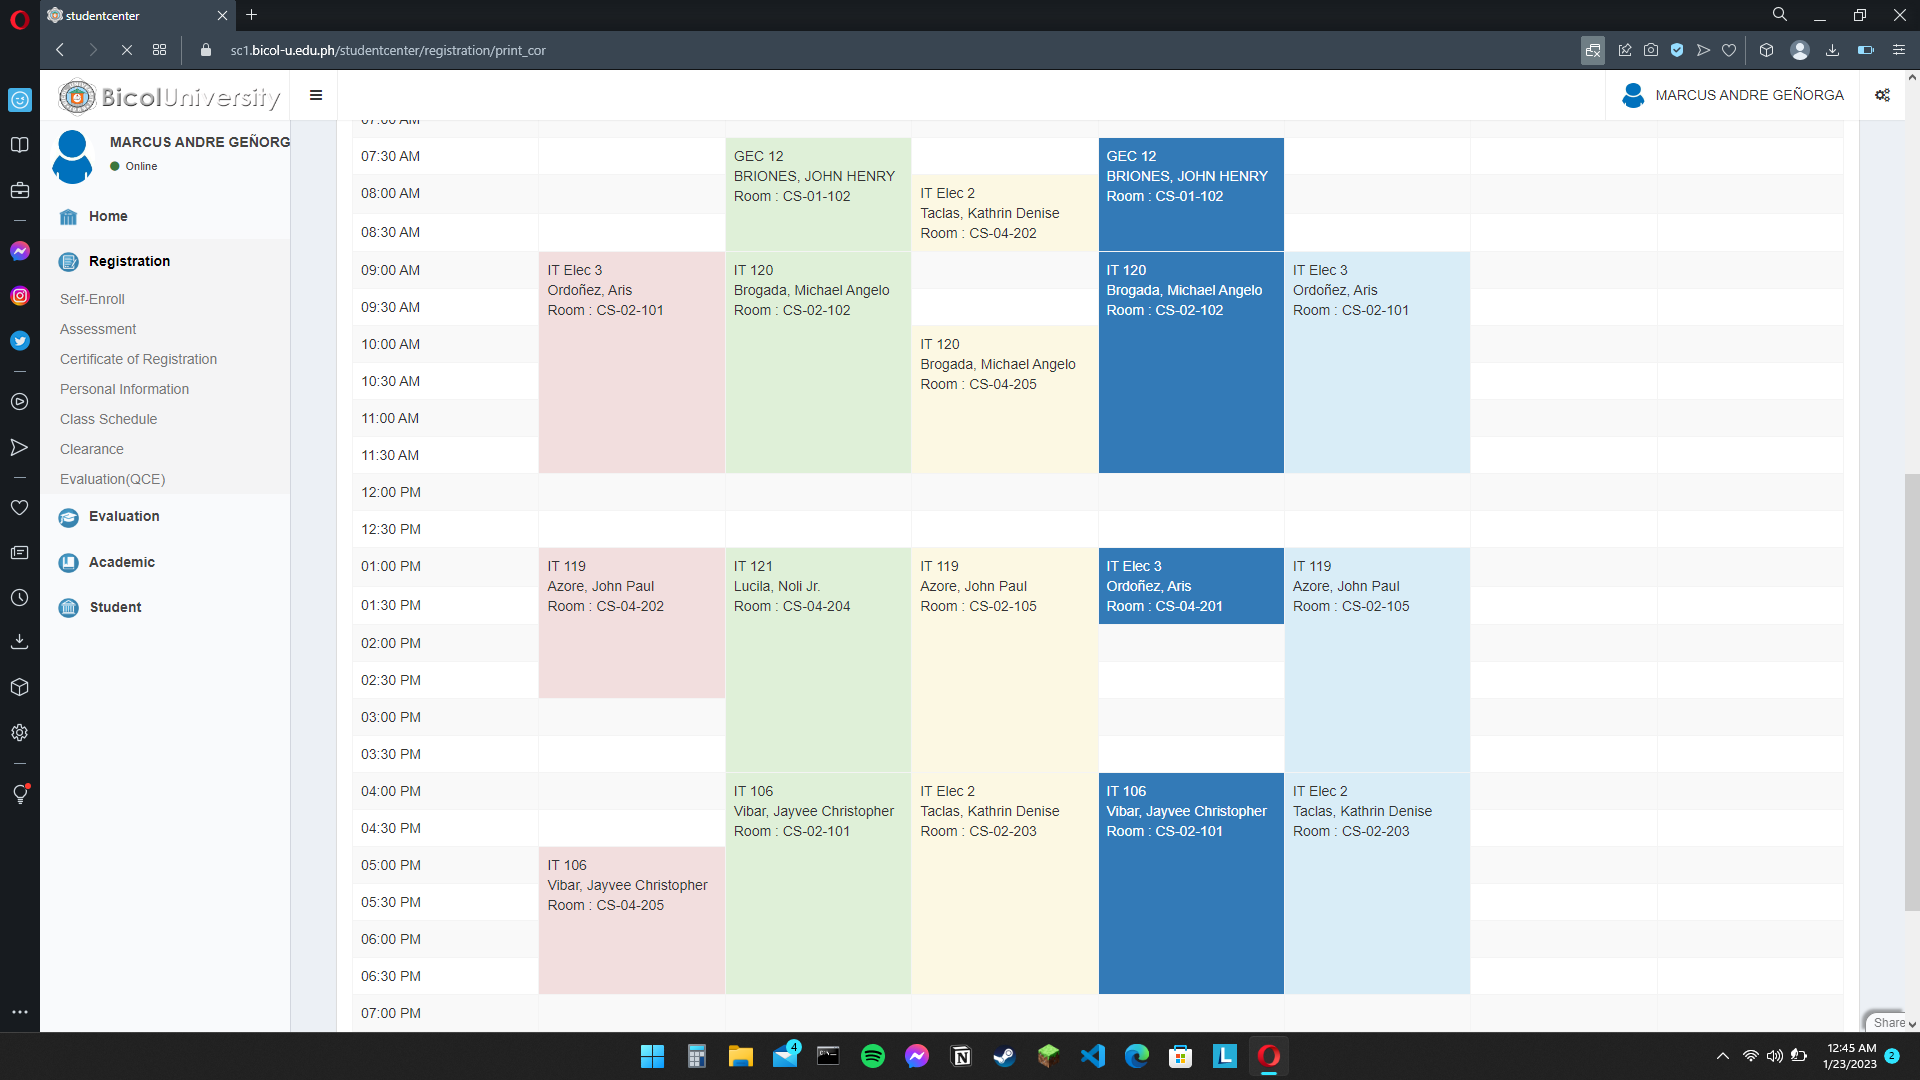 studentcenter
sc1.bicol-u.edu.ph/studentcenter/registration/print_cor
BicolUniversity
MARCUS ANDRE GEÑORGA
MARCUS ANDRE GEÑORG
Online
Home
Registration
Self-Enroll
Assessment
Certificate of Registration
Personal Information
Class Schedule
Clearance
Evaluation(QCE)
Evaluation
Academic
Student
07:00 AM
07:30 AM
GEC 12
BRIONES, JOHN HENRY
Room : CS-01-102
GEC 12
BRIONES, JOHN HENRY
Room : CS-01-102
08:00 AM
IT Elec 2
Taclas, Kathrin Denise
Room : CS-04-202
08:30 AM
09:00 AM
IT Elec 3
Ordoñez, Aris
Room : CS-02-101
IT 120
Brogada, Michael Angelo
Room : CS-02-102
IT 120
Brogada, Michael Angelo
Room : CS-02-102
IT Elec 3
Ordoñez, Aris
Room : CS-02-101
09:30 AM
10:00 AM
IT 120
Brogada, Michael Angelo
Room : CS-04-205
10:30 AM
11:00 AM
11:30 AM
12:00 PM
12:30 PM
01:00 PM
IT 119
Azore, John Paul
Room : CS-04-202
IT 121
Lucila, Noli Jr.
Room : CS-04-204
IT 119
Azore, John Paul
Room : CS-02-105
IT Elec 3
Ordoñez, Aris
Room : CS-04-201
IT 119
Azore, John Paul
Room : CS-02-105
01:30 PM
02:00 PM
02:30 PM
03:00 PM
03:30 PM
04:00 PM
IT 106
Vibar, Jayvee Christopher
Room : CS-02-101
IT Elec 2
Taclas, Kathrin Denise
Room : CS-02-203
IT 106
Vibar, Jayvee Christopher
Room : CS-02-101
IT Elec 2
Taclas, Kathrin Denise
Room : CS-02-203
04:30 PM
05:00 PM
IT 106
Vibar, Jayvee Christopher
Room : CS-04-205
05:30 PM
06:00 PM
06:30 PM
07:00 PM
Share
4
12:45 AM
1/23/2023
2